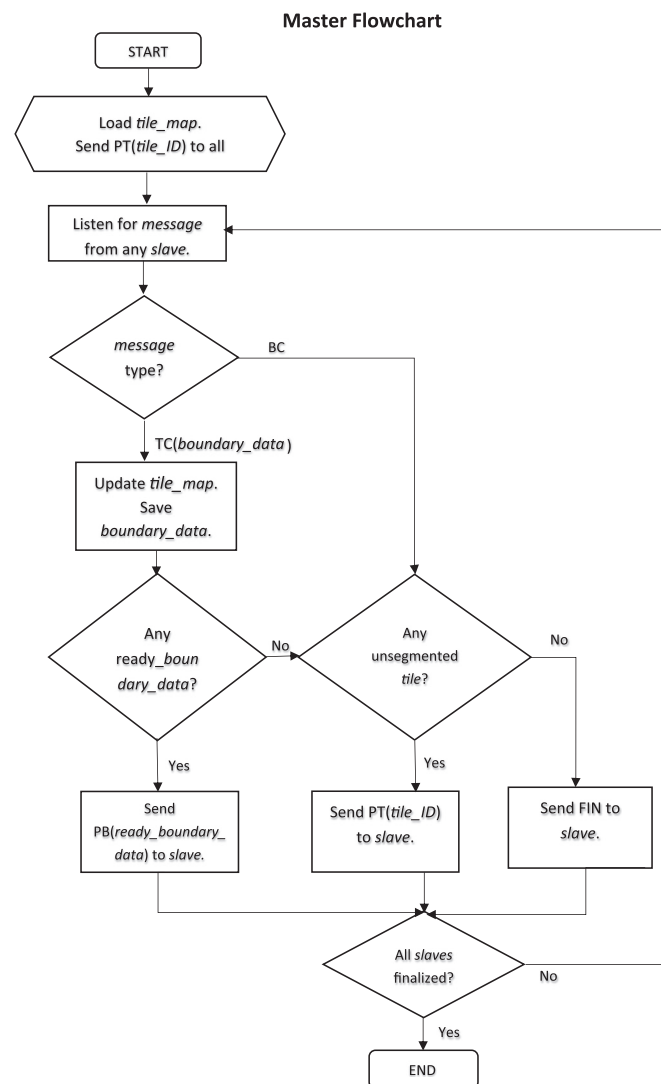 Master Flowchart
START
Load tile_map.
Send PT(tile_ID) to all
Listen for message
from any slave.
message
type?
BC
TC(boundary_data)
Update tile_map.
Save
boundary_data.
Any
ready_boun
dary_data?
No
Any
unsegmented
tile?
No
Yes
Yes
Send
PB(ready_boundary_
data) to slave.
Send PT(tile_ID)
to slave.
Send FIN to
slave.
All slaves
finalized?
No
Yes
END